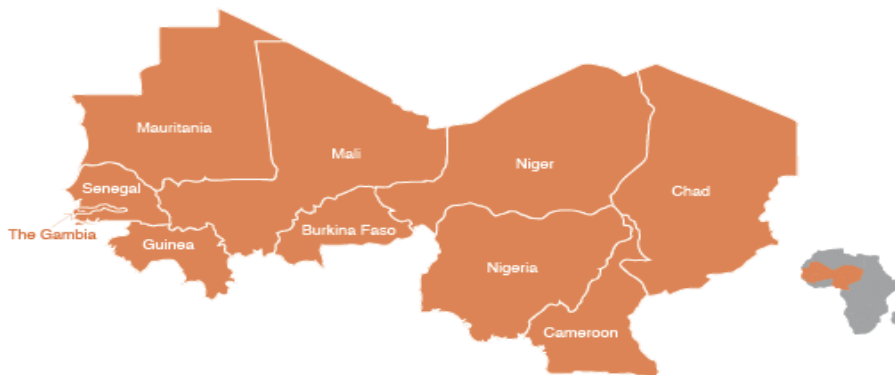 Mauritania
Mali
Niger
Chad
Senegal
The Gambia
Guinea
Burkina Faso
Nigeria
Cameroon